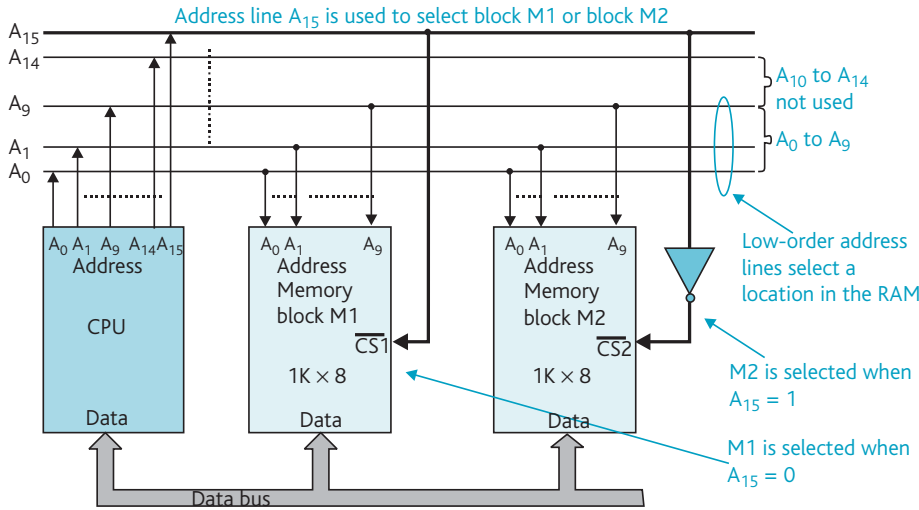 Address line A₁₅ is used to select block M1 or block M2
A₁₅
A₁₄
A₉
A₁
A₀
A₁₀ to A₁₄
not used
A₀ to A₉
A₀ A₁ A₉ A₁₄ A₁₅
Address
CPU
Data
A₀ A₁ A₉
Address
Memory
block M1
C̅S̅1̅
1K × 8
A₀ A₁ A₉
Address
Memory
block M2
C̅S̅2̅
1K × 8
Data
Low-order address
lines select a
location in the RAM
M2 is selected when
A₁₅ = 1
M1 is selected when
A₁₅ = 0
Data bus